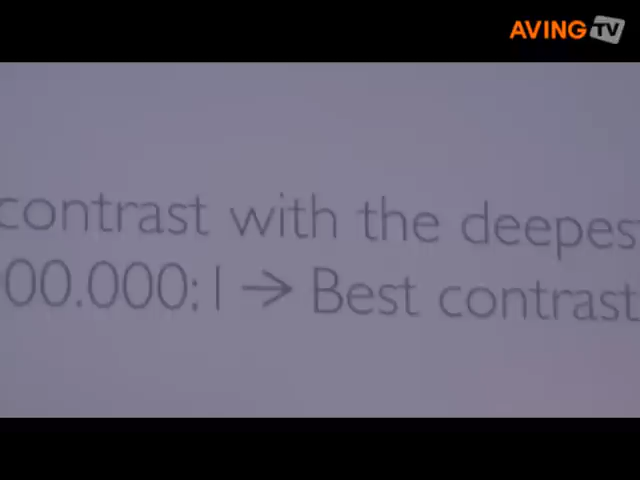 AVING TV
contrast with the deepes
00.000:1 → Best contrast